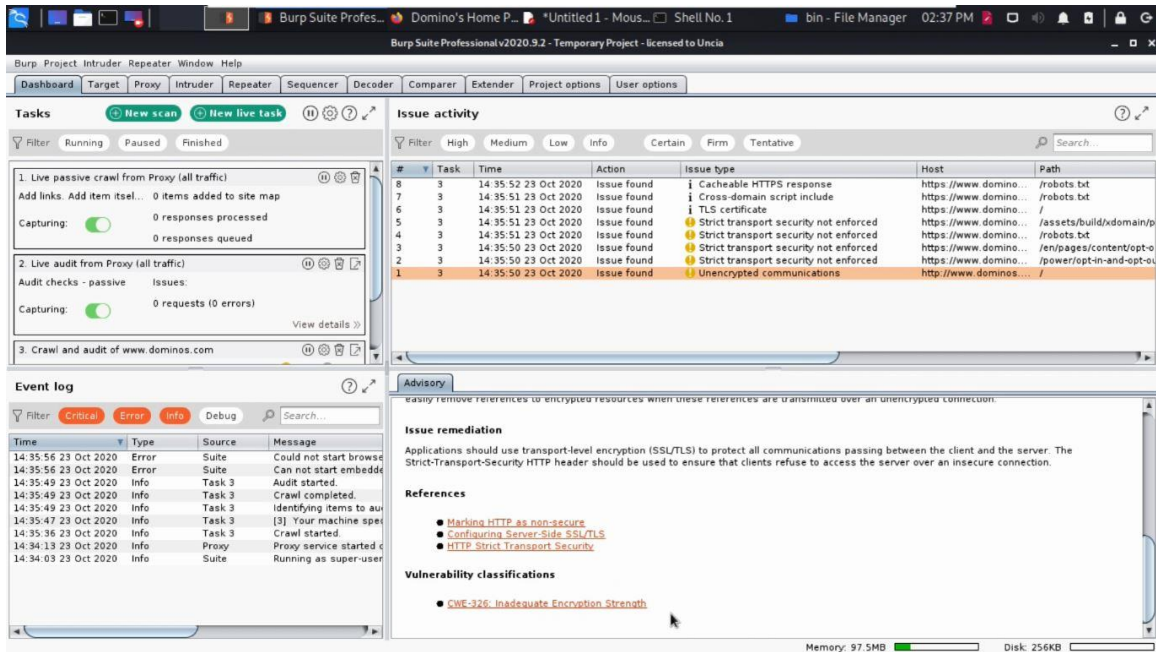 Burp Suite Profes...
Domino's Home P...
*Untitled 1 - Mous...
Shell No. 1
bin - File Manager
02:37 PM
Burp Suite Professional v2020.9.2 - Temporary Project - licensed to Uncia
Burp Project Intruder Repeater Window Help
Dashboard Target Proxy Intruder Repeater Sequencer Decoder Comparer Extender Project options User options
Tasks
New scan
New live task
Filter Running Paused Finished
1. Live passive crawl from Proxy (all traffic)
Add links. Add item itsel... 0 items added to site map
0 responses processed
Capturing:
0 responses queued
2. Live audit from Proxy (all traffic)
Audit checks - passive Issues:
0 requests (0 errors)
Capturing:
View details
3. Crawl and audit of www.dominos.com
Issue activity
Filter High Medium Low Info Certain Firm Tentative Search...
# Task Time Action Issue type Host Path
8 3 14:35:52 23 Oct 2020 Issue found Cacheable HTTPS response https://www.domino... /robots.txt
7 3 14:35:51 23 Oct 2020 Issue found Cross-domain script include https://www.domino... /robots.txt
6 3 14:35:51 23 Oct 2020 Issue found TLS certificate https://www.domino... /
5 3 14:35:51 23 Oct 2020 Issue found Strict transport security not enforced https://www.domino... /assets/build/xdomain/p
4 3 14:35:51 23 Oct 2020 Issue found Strict transport security not enforced https://www.domino... /robots.txt
3 3 14:35:50 23 Oct 2020 Issue found Strict transport security not enforced https://www.domino... /en/pages/content/opt-o
2 3 14:35:50 23 Oct 2020 Issue found Strict transport security not enforced https://www.domino... /power/opt-in-and-opt-ou
1 3 14:35:50 23 Oct 2020 Issue found Unencrypted communications http://www.dominos.... /
Event log
Filter Critical Error Info Debug Search...
Time Type Source Message
14:35:56 23 Oct 2020 Error Suite Could not start browse
14:35:56 23 Oct 2020 Error Suite Can not start embedde
14:35:49 23 Oct 2020 Info Task 3 Audit started.
14:35:49 23 Oct 2020 Info Task 3 Crawl completed.
14:35:49 23 Oct 2020 Info Task 3 Identifying items to au
14:35:47 23 Oct 2020 Info Task 3 [3] Your machine spec
14:35:36 23 Oct 2020 Info Task 3 Crawl started.
14:34:13 23 Oct 2020 Info Proxy Proxy service started o
14:34:03 23 Oct 2020 Info Suite Running as super-user
Advisory
easily remove references to encrypted resources when these references are transmitted over an unencrypted connection.
Issue remediation
Applications should use transport-level encryption (SSL/TLS) to protect all communications passing between the client and the server. The
Strict-Transport-Security HTTP header should be used to ensure that clients refuse to access the server over an insecure connection.
References
Marking HTTP as non-secure
Configuring Server-Side SSL/TLS
HTTP Strict Transport Security
Vulnerability classifications
CWE-326: Inadequate Encryption Strength
Memory: 97.5MB
Disk: 256KB